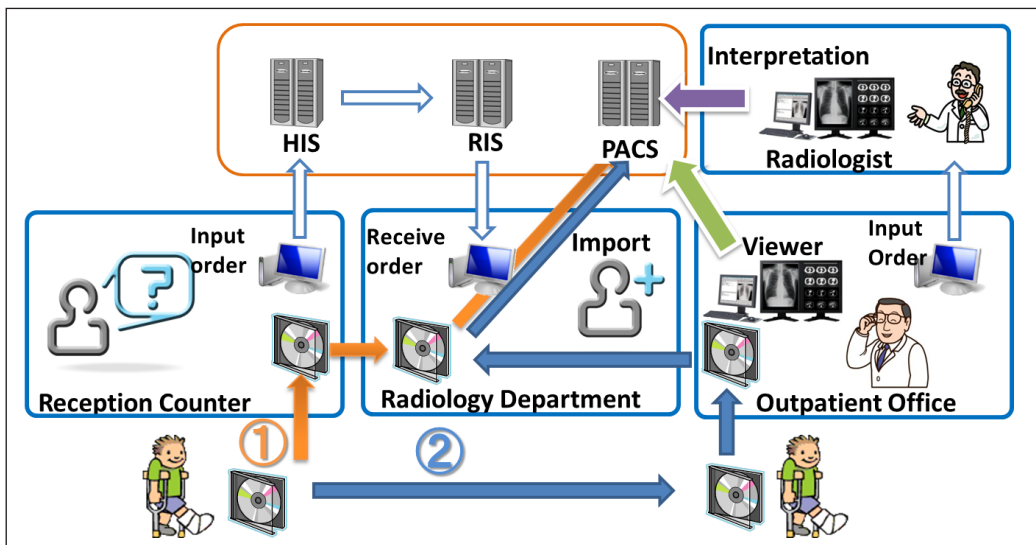 HIS
RIS
PACS
Interpretation
Radiologist
Input
order
?
Reception Counter
Receive
order
Import
Radiology Department
Viewer
Input
Order
Outpatient Office
①
②